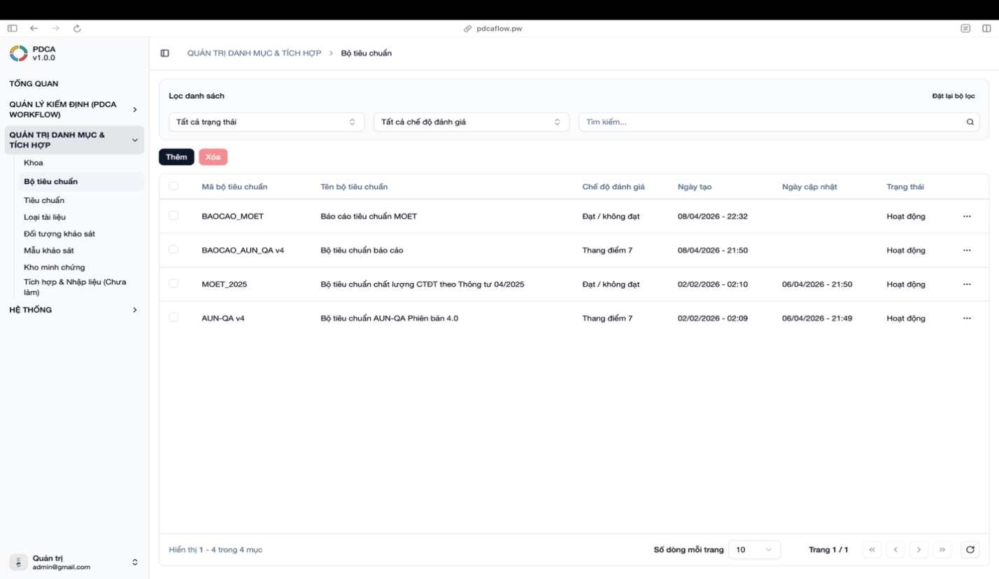 pdcaflow.pw
PDCA
v1.0.0
TỔNG QUAN
QUẢN LÝ KIỂM ĐỊNH (PDCA
WORKFLOW)
QUẢN TRỊ DANH MỤC &
TÍCH HỢP
Khoa
Bộ tiêu chuẩn
Tiêu chuẩn
Loại tài liệu
Đối tượng khảo sát
Mẫu khảo sát
Kho minh chứng
Tích hợp & Nhập liệu (Chưa
làm)
HỆ THỐNG
Quản trị
admin@gmail.com
QUẢN TRỊ DANH MỤC & TÍCH HỢP > Bộ tiêu chuẩn
Lọc danh sách Đặt lại bộ lọc
Tất cả trạng thái Tất cả chế độ đánh giá Tìm kiếm...
Thêm Xóa
Mã bộ tiêu chuẩn Tên bộ tiêu chuẩn Chế độ đánh giá Ngày tạo Ngày cập nhật Trạng thái
BAOCAO_MOET Báo cáo tiêu chuẩn MOET Đạt / không đạt 08/04/2026 - 22:32 Hoạt động ...
BAOCAO_AUN_QA v4 Bộ tiêu chuẩn báo cáo Thang điểm 7 08/04/2026 - 21:50 Hoạt động ...
MOET_2025 Bộ tiêu chuẩn chất lượng CTĐT theo Thông tư 04/2025 Đạt / không đạt 02/02/2026 - 02:10 06/04/2026 - 21:50 Hoạt động ...
AUN-QA v4 Bộ tiêu chuẩn AUN-QA Phiên bản 4.0 Thang điểm 7 02/02/2026 - 02:09 06/04/2026 - 21:49 Hoạt động ...
Hiển thị 1 - 4 trong 4 mục Số dòng mỗi trang 10 Trang 1 / 1